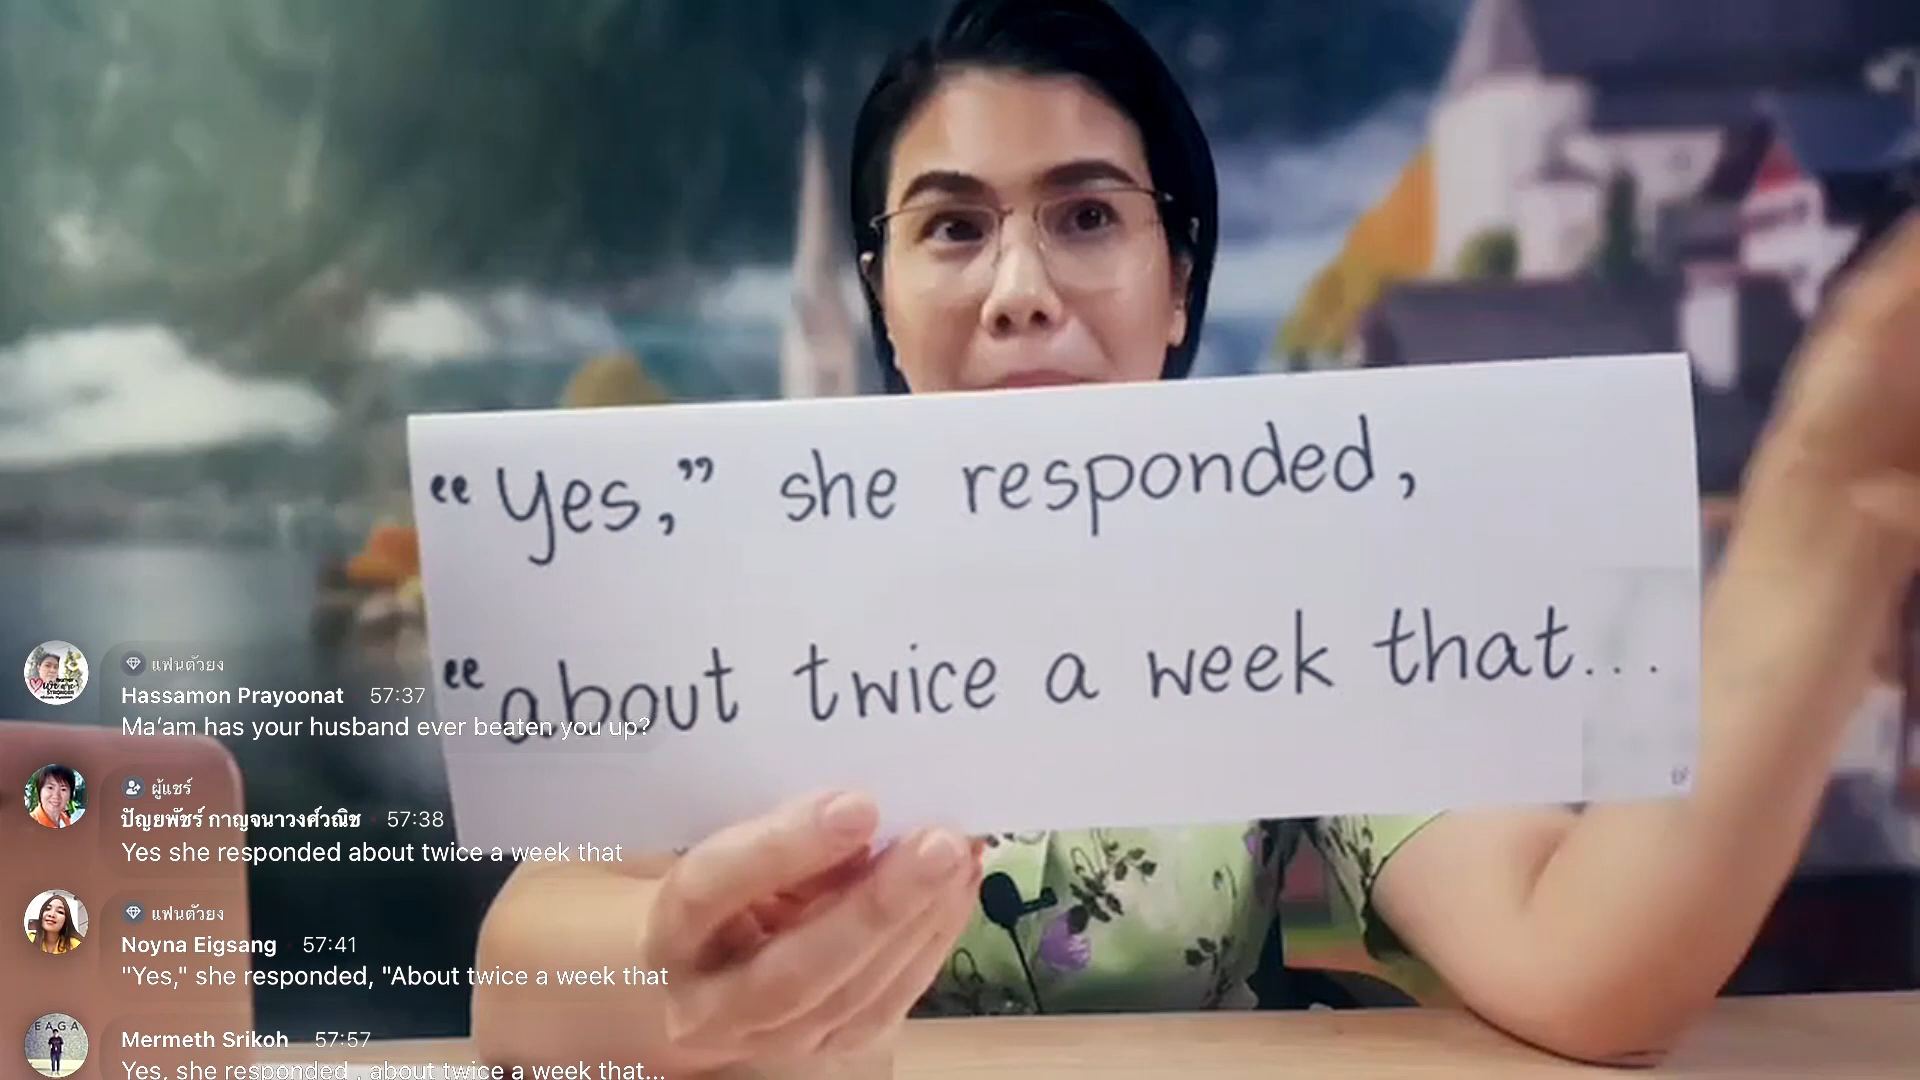 “Yes,” she responded,
“about twice a week that...
แฟนตัวยง
Hassamon Prayoonat 57:37
Ma’am has your husband ever beaten you up?
ผู้แชร์
ปัญยพัชร์ กาญจนาวงศ์วณิช 57:38
Yes she responded about twice a week that
แฟนตัวยง
Noyna Eigsang 57:41
"Yes," she responded, "About twice a week that
EAGA
Mermeth Srikoh 57:57
Yes, she responded , about twice a week that...